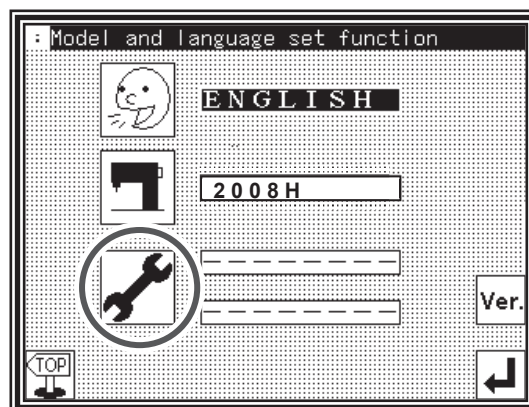 : Model and language set function
ENGLISH
2008H
Ver.
TOP